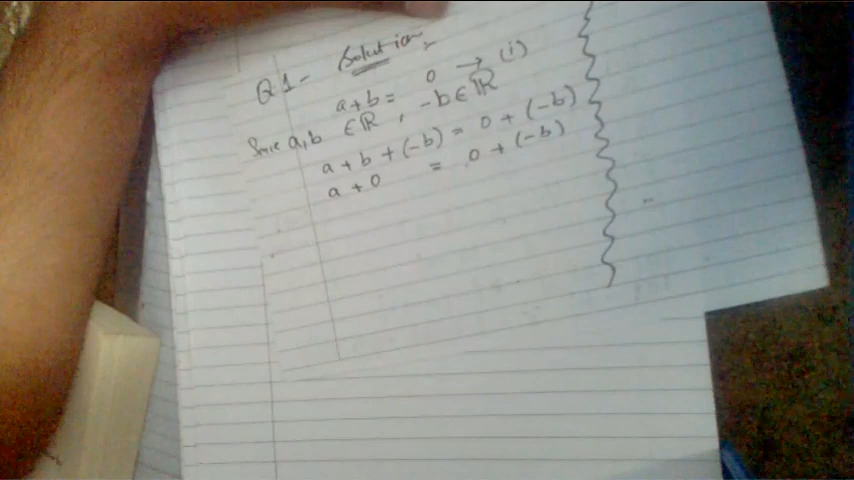 Q1- Solution
a+b = 0 → (i)
Since a,b ∈ ℝ, -b ∈ ℝ
a + b + (-b) = 0 + (-b)
a + 0 = 0 + (-b)